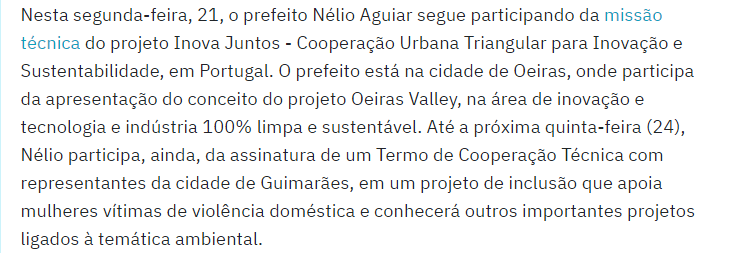 Nesta segunda-feira, 21, o prefeito Nélio Aguiar segue participando da missão
técnica do projeto Inova Juntos - Cooperação Urbana Triangular para Inovação e
Sustentabilidade, em Portugal. O prefeito está na cidade de Oeiras, onde participa
da apresentação do conceito do projeto Oeiras Valley, na área de inovação e
tecnologia e indústria 100% limpa e sustentável. Até a próxima quinta-feira (24),
Nélio participa, ainda, da assinatura de um Termo de Cooperação Técnica com
representantes da cidade de Guimarães, em um projeto de inclusão que apoia
mulheres vítimas de violência doméstica e conhecerá outros importantes projetos
ligados à temática ambiental.